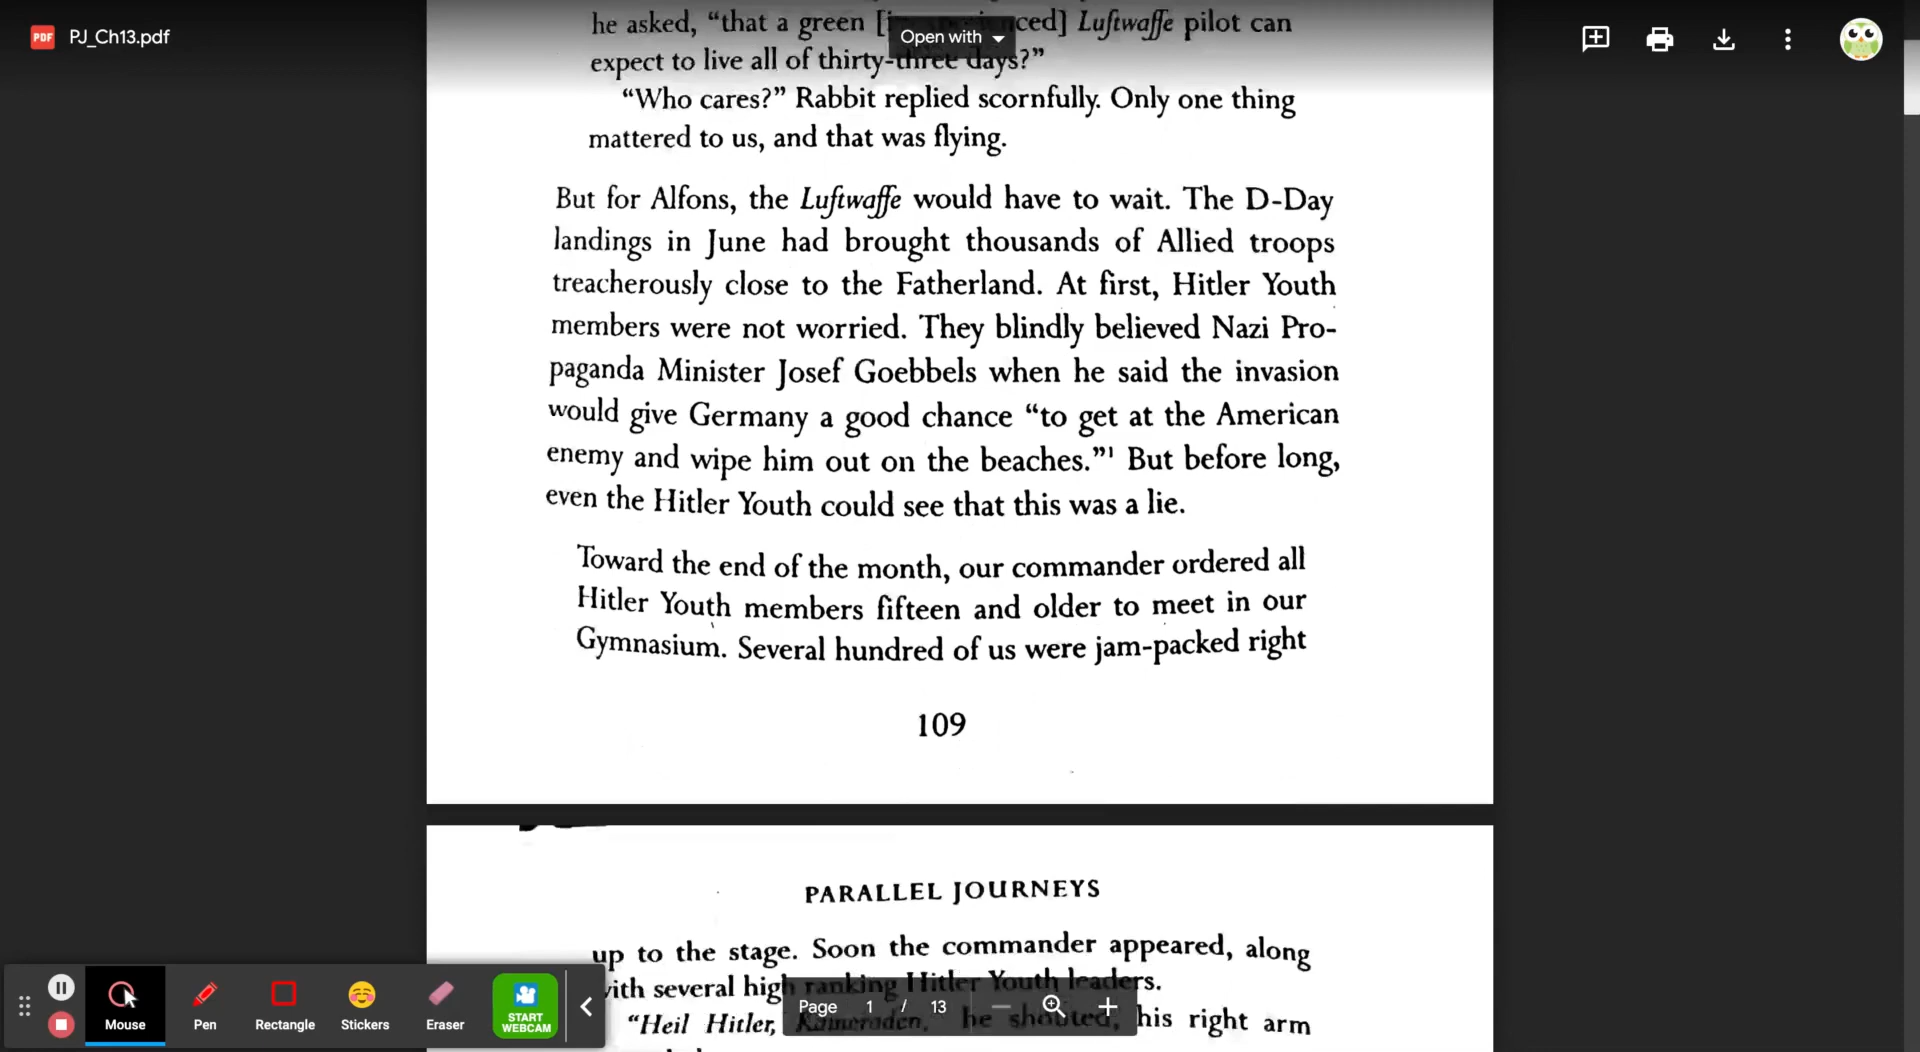 PDF PJ_Ch13.pdf
Open with
he asked, “that a green [ ced] Luftwaffe pilot can
expect to live all of thirty-three days?”
“Who cares?” Rabbit replied scornfully. Only one thing
mattered to us, and that was flying.
But for Alfons, the Luftwaffe would have to wait. The D-Day
landings in June had brought thousands of Allied troops
treacherously close to the Fatherland. At first, Hitler Youth
members were not worried. They blindly believed Nazi Pro-
paganda Minister Josef Goebbels when he said the invasion
would give Germany a good chance “to get at the American
enemy and wipe him out on the beaches.”¹ But before long,
even the Hitler Youth could see that this was a lie.
Toward the end of the month, our commander ordered all
Hitler Youth members fifteen and older to meet in our
Gymnasium. Several hundred of us were jam-packed right
109
PARALLEL JOURNEYS
up to the stage. Soon the commander appeared, along
with several high ranking Hitler Youth leaders.
“Heil Hitler, Kameraden,” he shouted, his right arm
Page 1 / 13
Mouse
Pen
Rectangle
Stickers
Eraser
START
WEBCAM